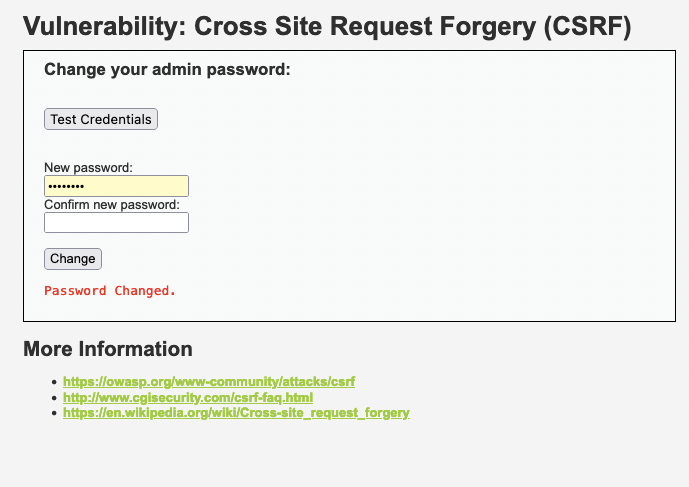 Vulnerability: Cross Site Request Forgery (CSRF)
Change your admin password:
Test Credentials
New password:
••••••••
Confirm new password:
Change
Password Changed.
More Information
• https://owasp.org/www-community/attacks/csrf
• http://www.cgisecurity.com/csrf-faq.html
• https://en.wikipedia.org/wiki/Cross-site_request_forgery